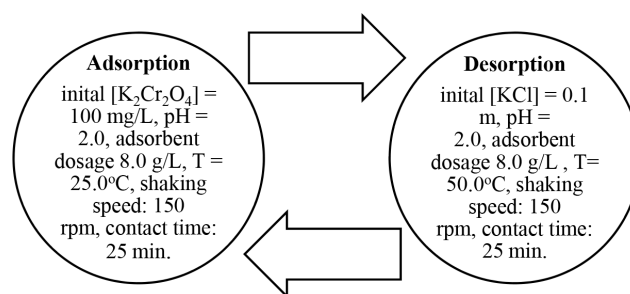 Adsorption
inital [K₂Cr₂O₄] =
100 mg/L, pH =
2.0, adsorbent
dosage 8.0 g/L, T =
25.0°C, shaking
speed: 150
rpm, contact time:
25 min.
Desorption
inital [KCl] = 0.1
m, pH =
2.0, adsorbent
dosage 8.0 g/L , T=
50.0°C, shaking
speed: 150
rpm, contact time:
25 min.